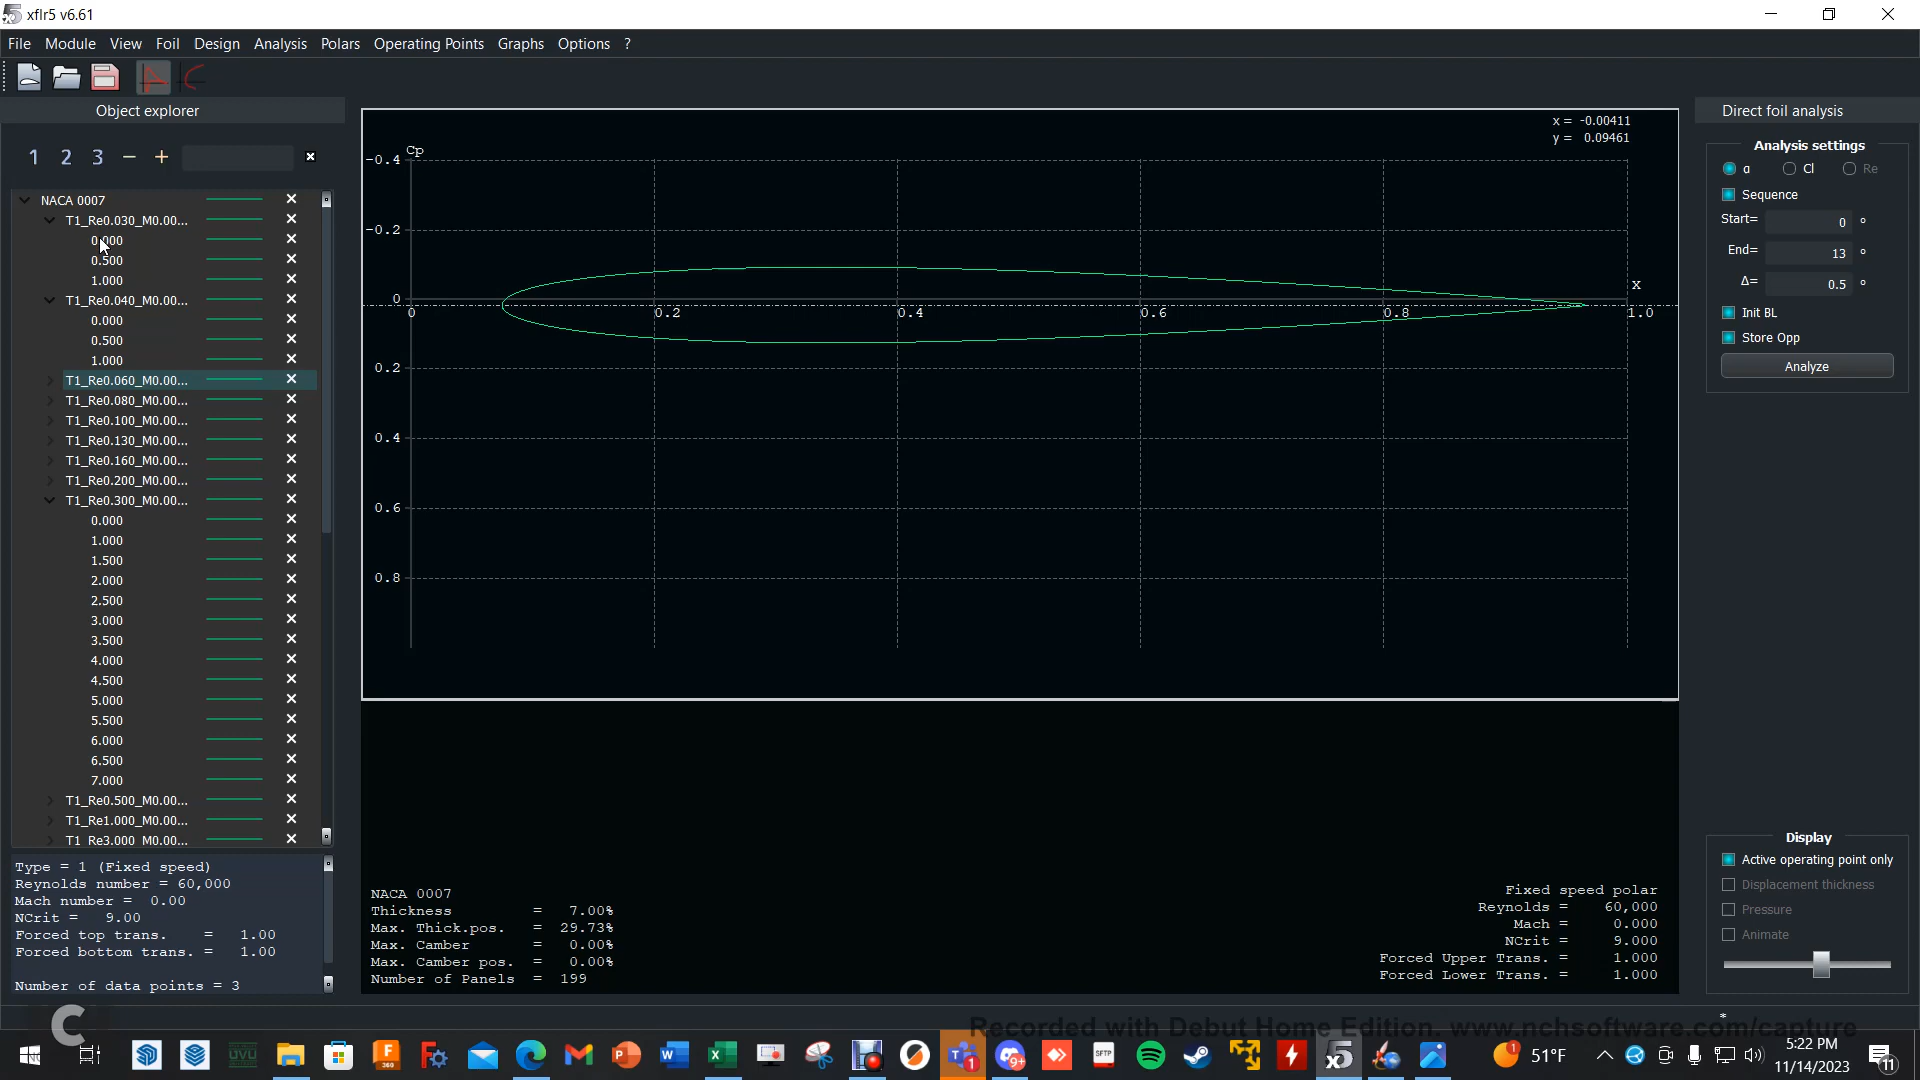 xflr5 v6.61
File Module View Foil Design Analysis Polars Operating Points Graphs Options ?
Object explorer
1 2 3 − +
NACA 0007
T1_Re0.030_M0.00...
0.000
0.500
1.000
T1_Re0.040_M0.00...
0.000
0.500
1.000
T1_Re0.060_M0.00...
T1_Re0.080_M0.00...
T1_Re0.100_M0.00...
T1_Re0.130_M0.00...
T1_Re0.160_M0.00...
T1_Re0.200_M0.00...
T1_Re0.300_M0.00...
0.000
1.000
1.500
2.000
2.500
3.000
3.500
4.000
4.500
5.000
5.500
6.000
6.500
7.000
T1_Re0.500_M0.00...
T1_Re1.000_M0.00...
T1_Re3.000_M0.00...
Type = 1 (Fixed speed)
Reynolds number = 60,000
Mach number = 0.00
NCrit = 9.00
Forced top trans. = 1.00
Forced bottom trans. = 1.00
Number of data points = 3
x = -0.00411
y = 0.09461
Cp
-0.4
-0.2
0
0.2
0.4
0.6
0.8
0 0.2 0.4 0.6 0.8 1.0
x
NACA 0007
Thickness = 7.00%
Max. Thick.pos. = 29.73%
Max. Camber = 0.00%
Max. Camber pos. = 0.00%
Number of Panels = 199
Fixed speed polar
Reynolds = 60,000
Mach = 0.000
NCrit = 9.000
Forced Upper Trans. = 1.000
Forced Lower Trans. = 1.000
Direct foil analysis
Analysis settings
α Cl Re
Sequence
Start= 0 °
End= 13 °
Δ= 0.5 °
Init BL
Store Opp
Analyze
Display
Active operating point only
Displacement thickness
Pressure
Animate
*
Recorded with Debut Home Edition. www.nchsoftware.com/capture
51°F
5:22 PM
11/14/2023
11